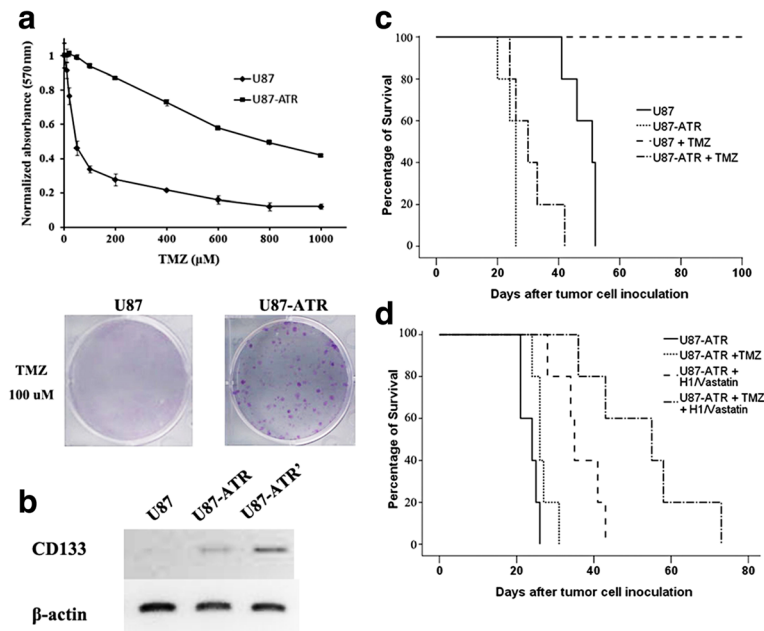 a
Normalized absorbance (570 nm)
1
0.8
0.6
0.4
0.2
0
0
200
400
600
800
1000
TMZ (μM)
U87
U87-ATR
U87
U87-ATR
TMZ
100 uM
b
U87
U87-ATR
U87-ATR'
CD133
β-actin
c
Percentage of Survival
100
80
60
40
20
0
0
20
40
60
80
100
Days after tumor cell inoculation
U87
U87-ATR
U87 + TMZ
U87-ATR + TMZ
d
Percentage of Survival
100
80
60
40
20
0
0
20
40
60
80
Days after tumor cell inoculation
U87-ATR
U87-ATR +TMZ
U87-ATR +
H1/Vastatin
U87-ATR + TMZ
+ H1/Vastatin